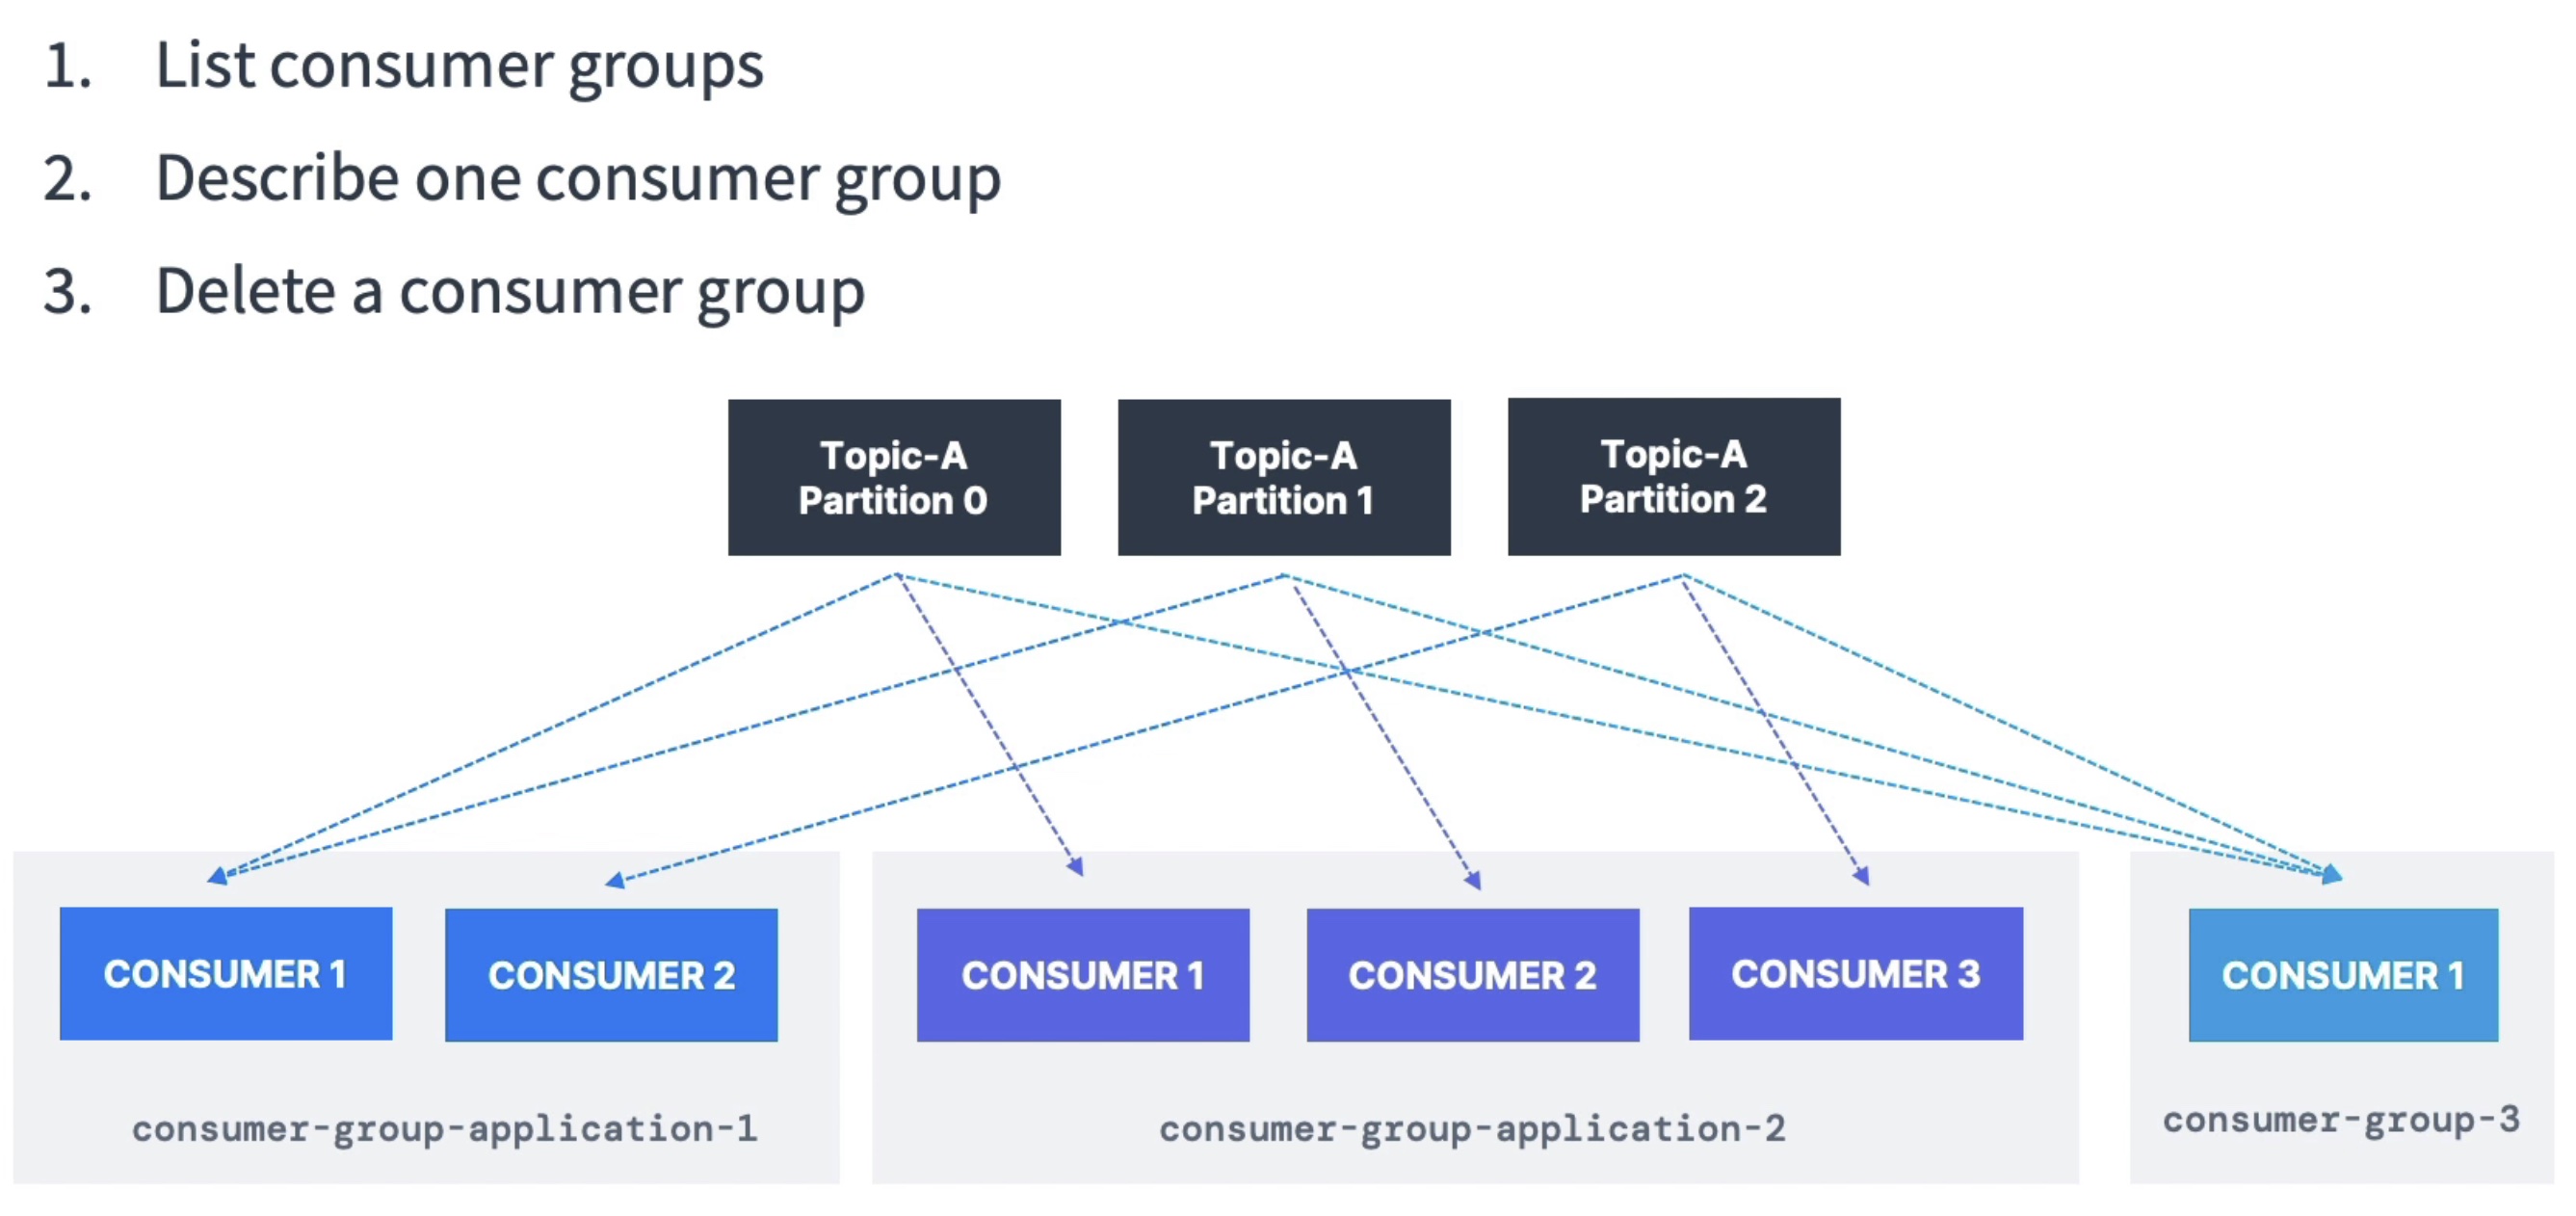 1. List consumer groups
2. Describe one consumer group
3. Delete a consumer group
Topic-A
Partition 0
Topic-A
Partition 1
Topic-A
Partition 2
CONSUMER 1
CONSUMER 2
consumer-group-application-1
CONSUMER 1
CONSUMER 2
CONSUMER 3
consumer-group-application-2
CONSUMER 1
consumer-group-3